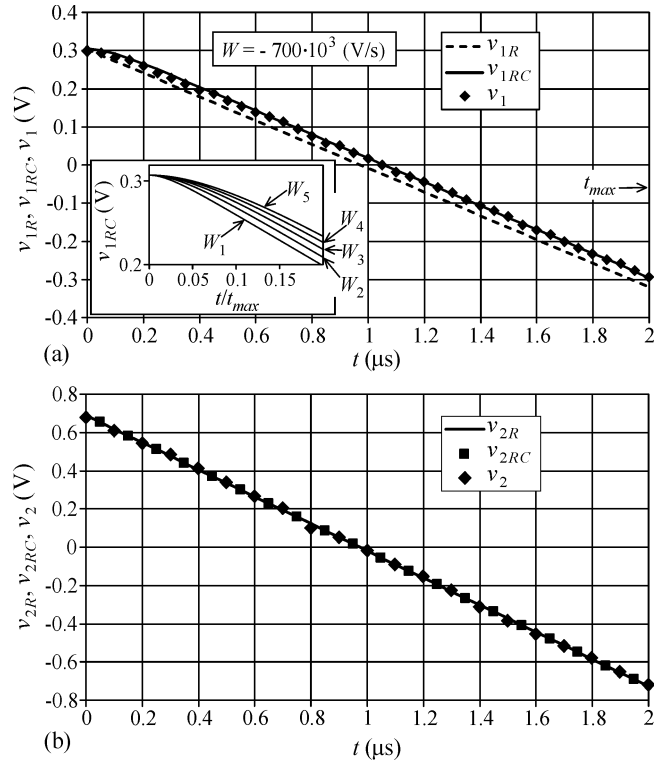 v1R, v1RC, v1 (V)
0.4
0.3
0.2
0.1
0
-0.1
-0.2
-0.3
-0.4
W = - 700·10³ (V/s)
v1R
v1RC
v1
tmax
v1RC (V)
0.3
0.2
W5
W4
W3
W2
W1
0 0.05 0.1 0.15
t/tmax
0 0.2 0.4 0.6 0.8 1 1.2 1.4 1.6 1.8 2
(a)
t (μs)
v2R, v2RC, v2 (V)
0.8
0.6
0.4
0.2
0
-0.2
-0.4
-0.6
-0.8
v2R
v2RC
v2
0 0.2 0.4 0.6 0.8 1 1.2 1.4 1.6 1.8 2
(b)
t (μs)